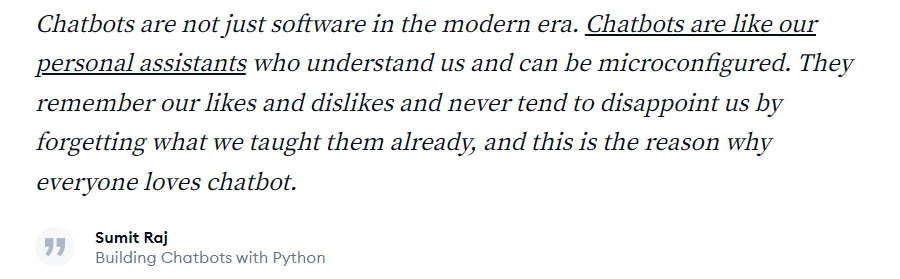 Chatbots are not just software in the modern era. Chatbots are like our
personal assistants who understand us and can be microconfigured. They
remember our likes and dislikes and never tend to disappoint us by
forgetting what we taught them already, and this is the reason why
everyone loves chatbot.
Sumit Raj
Building Chatbots with Python